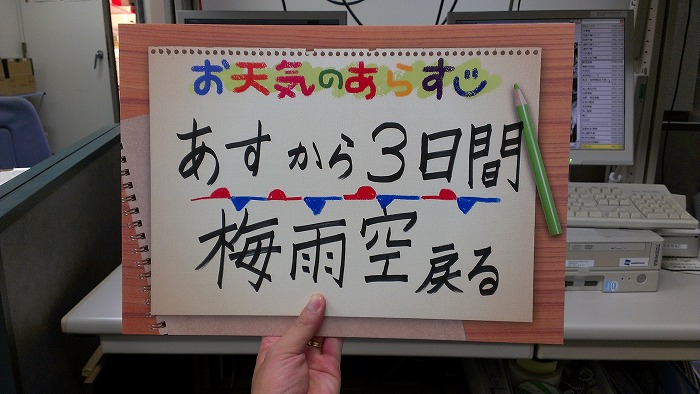 お天気のあらすじ
あすから3日間
梅雨空戻る